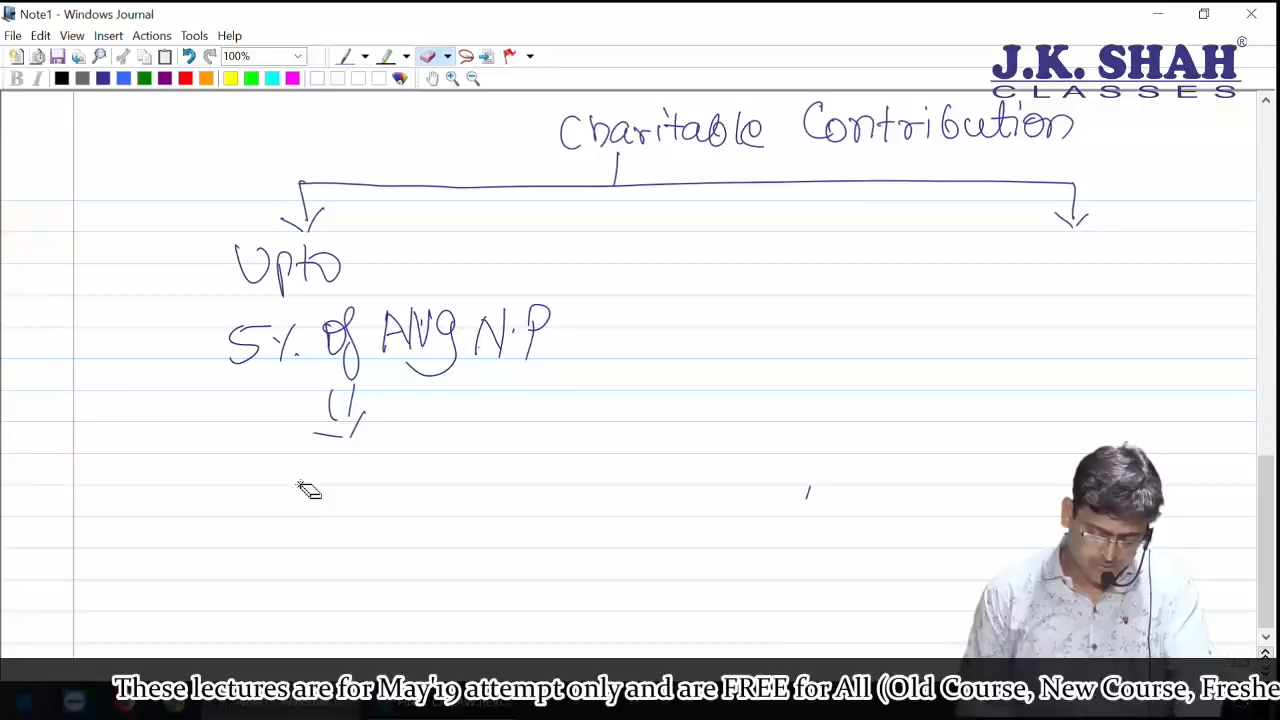 Note1 - Windows Journal
File Edit View Insert Actions Tools Help
100%
B I
J.K. SHAH®
CLASSES
Charitable Contribution
Upto
5% of AVg N.P
These lectures are for May'19 attempt only and are FREE for All (Old Course, New Course, Freshe